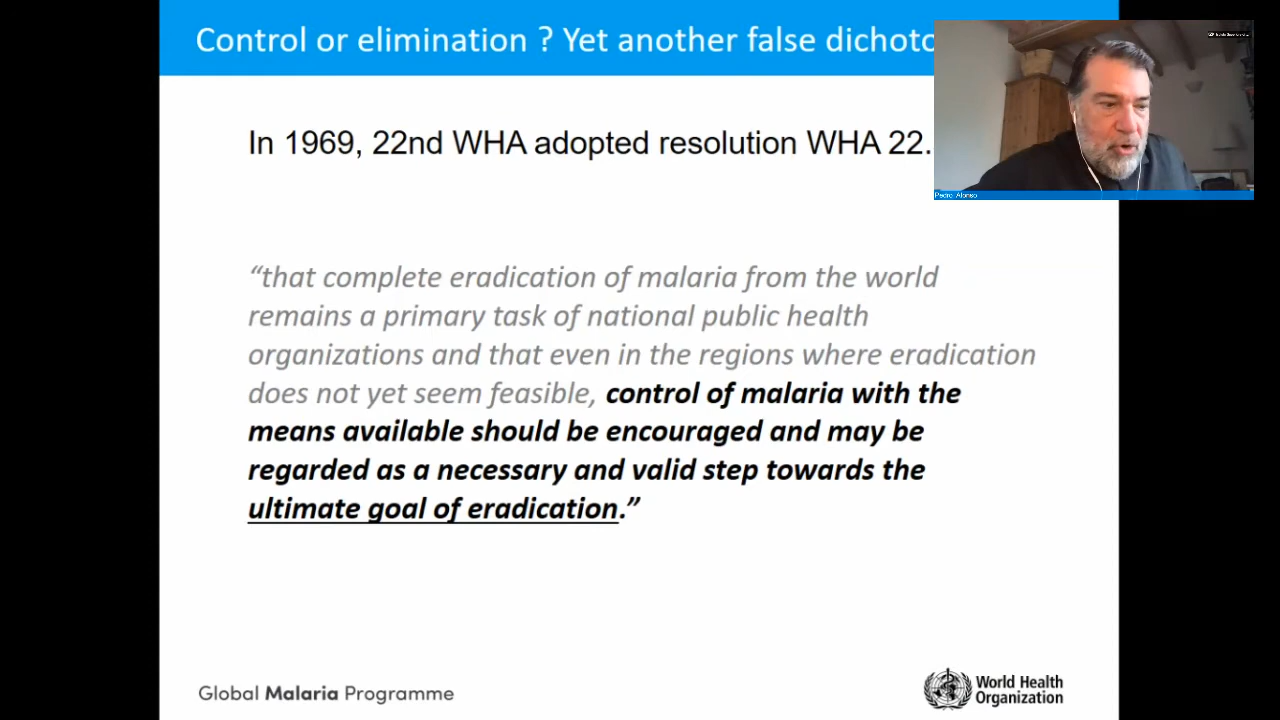 Control or elimination ? Yet another false dichoto
In 1969, 22nd WHA adopted resolution WHA 22.
Pedro Alonso
“that complete eradication of malaria from the world
remains a primary task of national public health
organizations and that even in the regions where eradication
does not yet seem feasible, control of malaria with the
means available should be encouraged and may be
regarded as a necessary and valid step towards the
ultimate goal of eradication.”
Global Malaria Programme
World Health
Organization